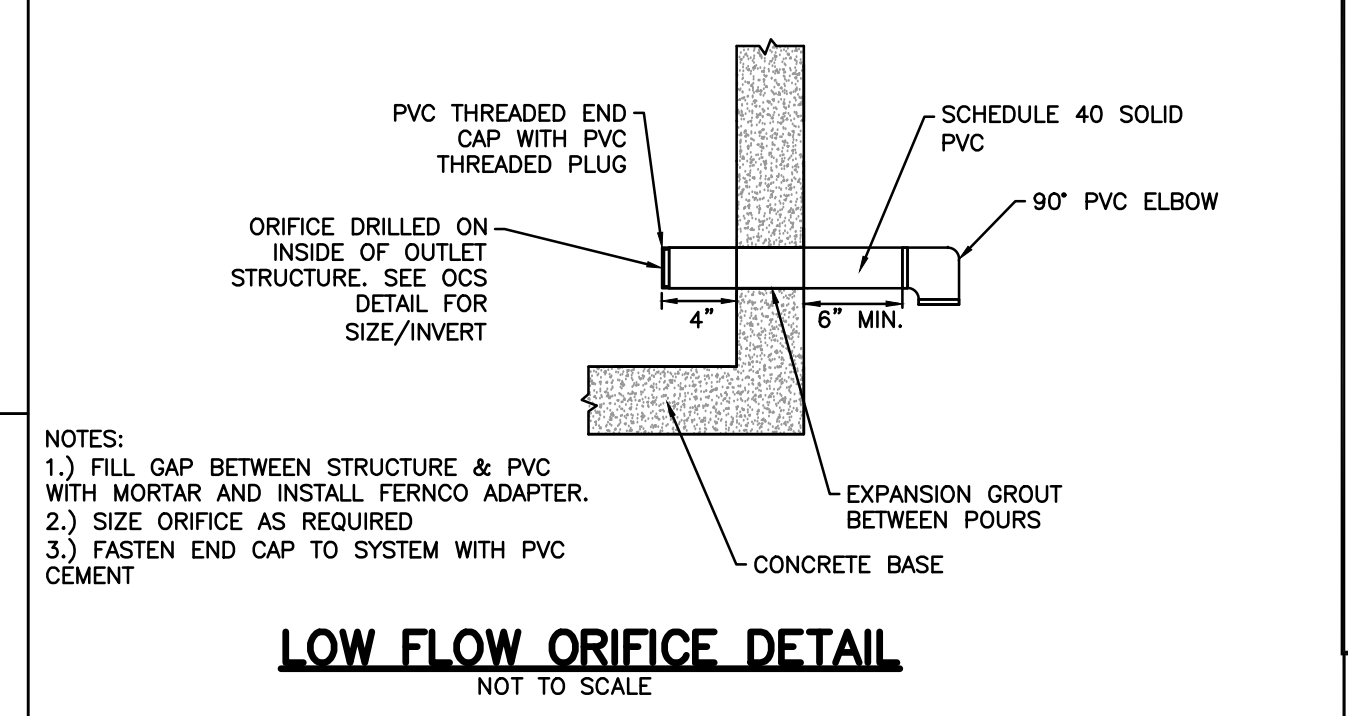 PVC THREADED END
CAP WITH PVC
THREADED PLUG
SCHEDULE 40 SOLID
PVC
90° PVC ELBOW
ORIFICE DRILLED ON
INSIDE OF OUTLET
STRUCTURE. SEE OCS
DETAIL FOR
SIZE/INVERT
4"
6" MIN.
NOTES:
1.) FILL GAP BETWEEN STRUCTURE & PVC
WITH MORTAR AND INSTALL FERNCO ADAPTER.
2.) SIZE ORIFICE AS REQUIRED
3.) FASTEN END CAP TO SYSTEM WITH PVC
CEMENT
EXPANSION GROUT
BETWEEN POURS
CONCRETE BASE
LOW FLOW ORIFICE DETAIL
NOT TO SCALE